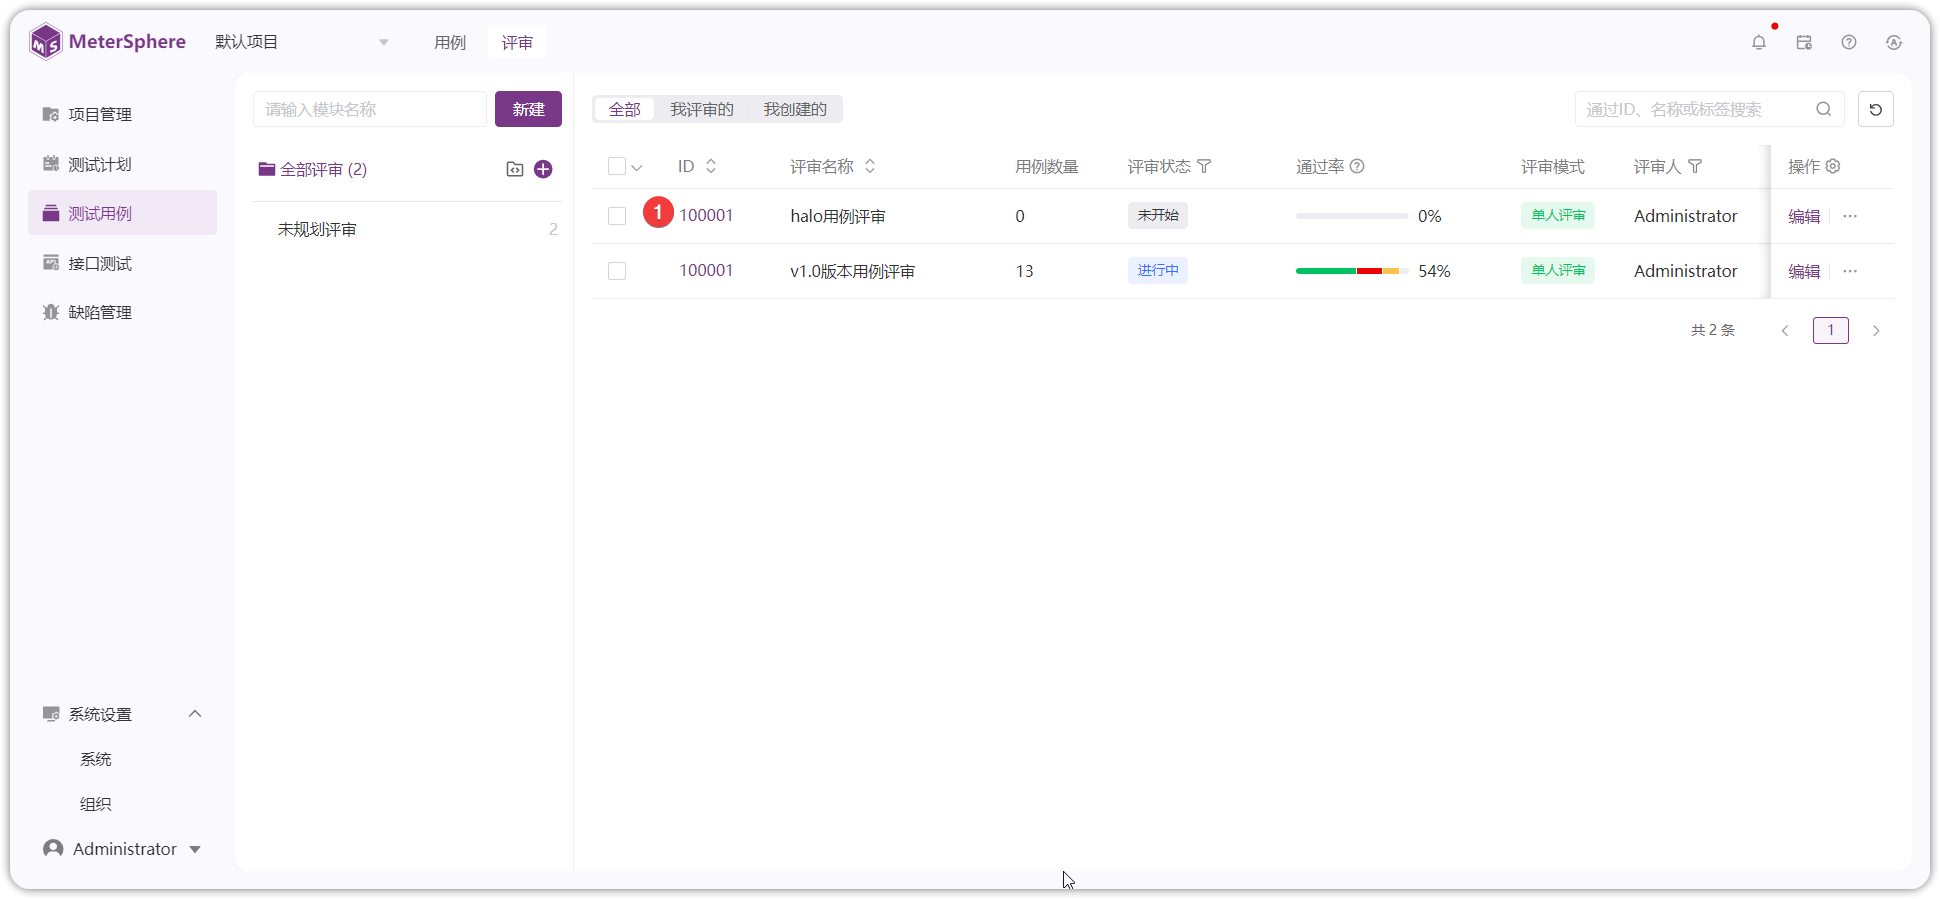 MS MeterSphere 默认项目 用例 评审
项目管理
测试计划
测试用例
接口测试
缺陷管理
系统设置
系统
组织
Administrator
请输入模块名称 新建
全部评审 (2)
未规划评审 2
全部 我评审的 我创建的 通过ID、名称或标签搜索
ID 评审名称 用例数量 评审状态 通过率 评审模式 评审人 操作
1 100001 halo用例评审 0 未开始 0% 单人评审 Administrator 编辑 ···
100001 v1.0版本用例评审 13 进行中 54% 单人评审 Administrator 编辑 ···
共 2 条 1